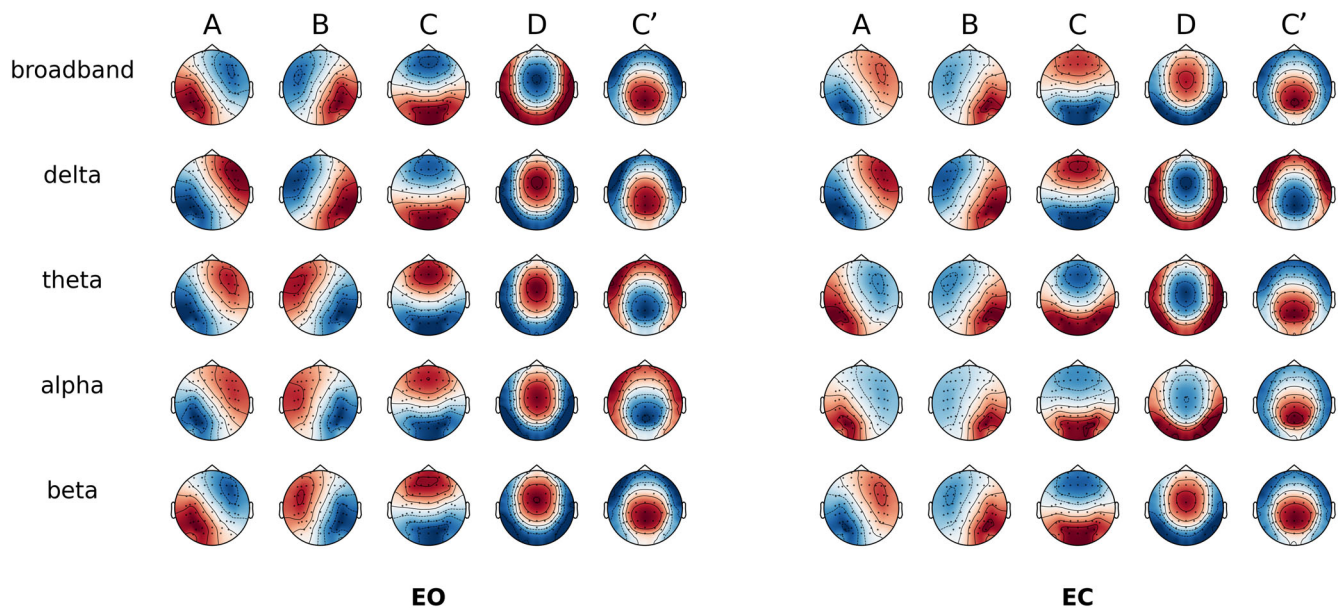 A B C D C’ A B C D C’
broadband
delta
theta
alpha
beta
EO EC